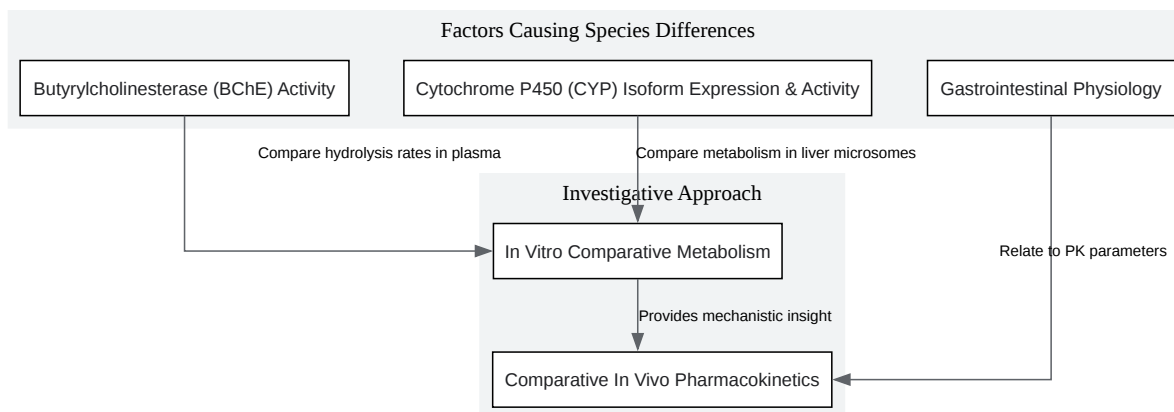 Factors Causing Species Differences
Butyrylcholinesterase (BChE) Activity
Cytochrome P450 (CYP) Isoform Expression & Activity
Gastrointestinal Physiology
Compare hydrolysis rates in plasma
Compare metabolism in liver microsomes
Investigative Approach
In Vitro Comparative Metabolism
Relate to PK parameters
Provides mechanistic insight
Comparative In Vivo Pharmacokinetics